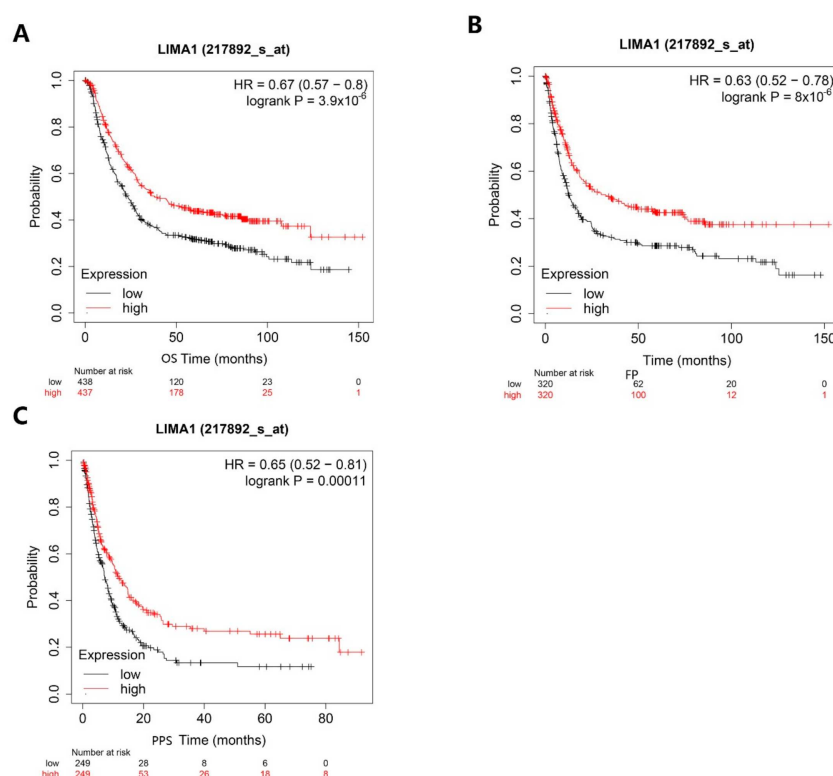 A
LIMA1 (217892_s_at)
HR = 0.67 (0.57 − 0.8)
logrank P = 3.9x10-6
Probability
1.0
0.8
0.6
0.4
0.2
0.0
Expression
low
high
0 50 100 150
OS Time (months)
Number at risk
low 438 120 23 0
high 437 178 25 1
B
LIMA1 (217892_s_at)
HR = 0.63 (0.52 − 0.78)
logrank P = 8x10-6
Probability
1.0
0.8
0.6
0.4
0.2
0.0
Expression
low
high
0 50 100 150
Time (months)
Number at risk FP
low 320 62 20 0
high 320 100 12 1
C
LIMA1 (217892_s_at)
HR = 0.65 (0.52 − 0.81)
logrank P = 0.00011
Probability
1.0
0.8
0.6
0.4
0.2
0.0
Expression
low
high
0 20 40 60 80
PPS Time (months)
Number at risk
low 249 28 8 6 0
high 249 53 26 18 8